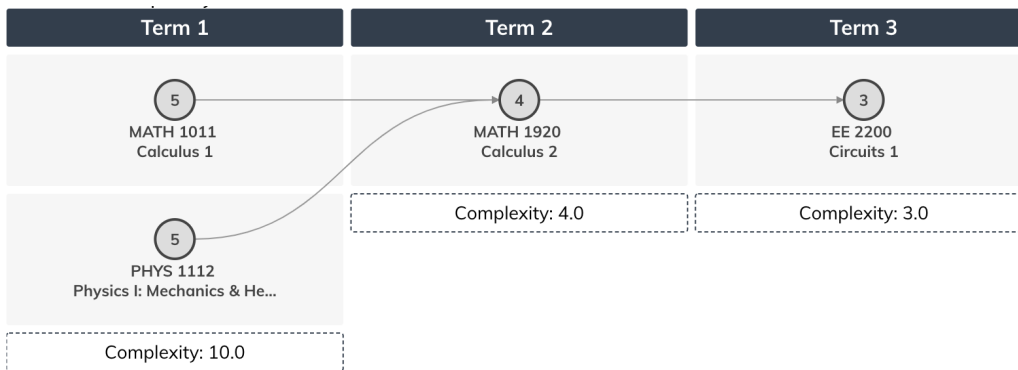 Term 1
Term 2
Term 3
5
MATH 1011
Calculus 1
4
MATH 1920
Calculus 2
3
EE 2200
Circuits 1
Complexity: 4.0
Complexity: 3.0
5
PHYS 1112
Physics I: Mechanics & He...
Complexity: 10.0